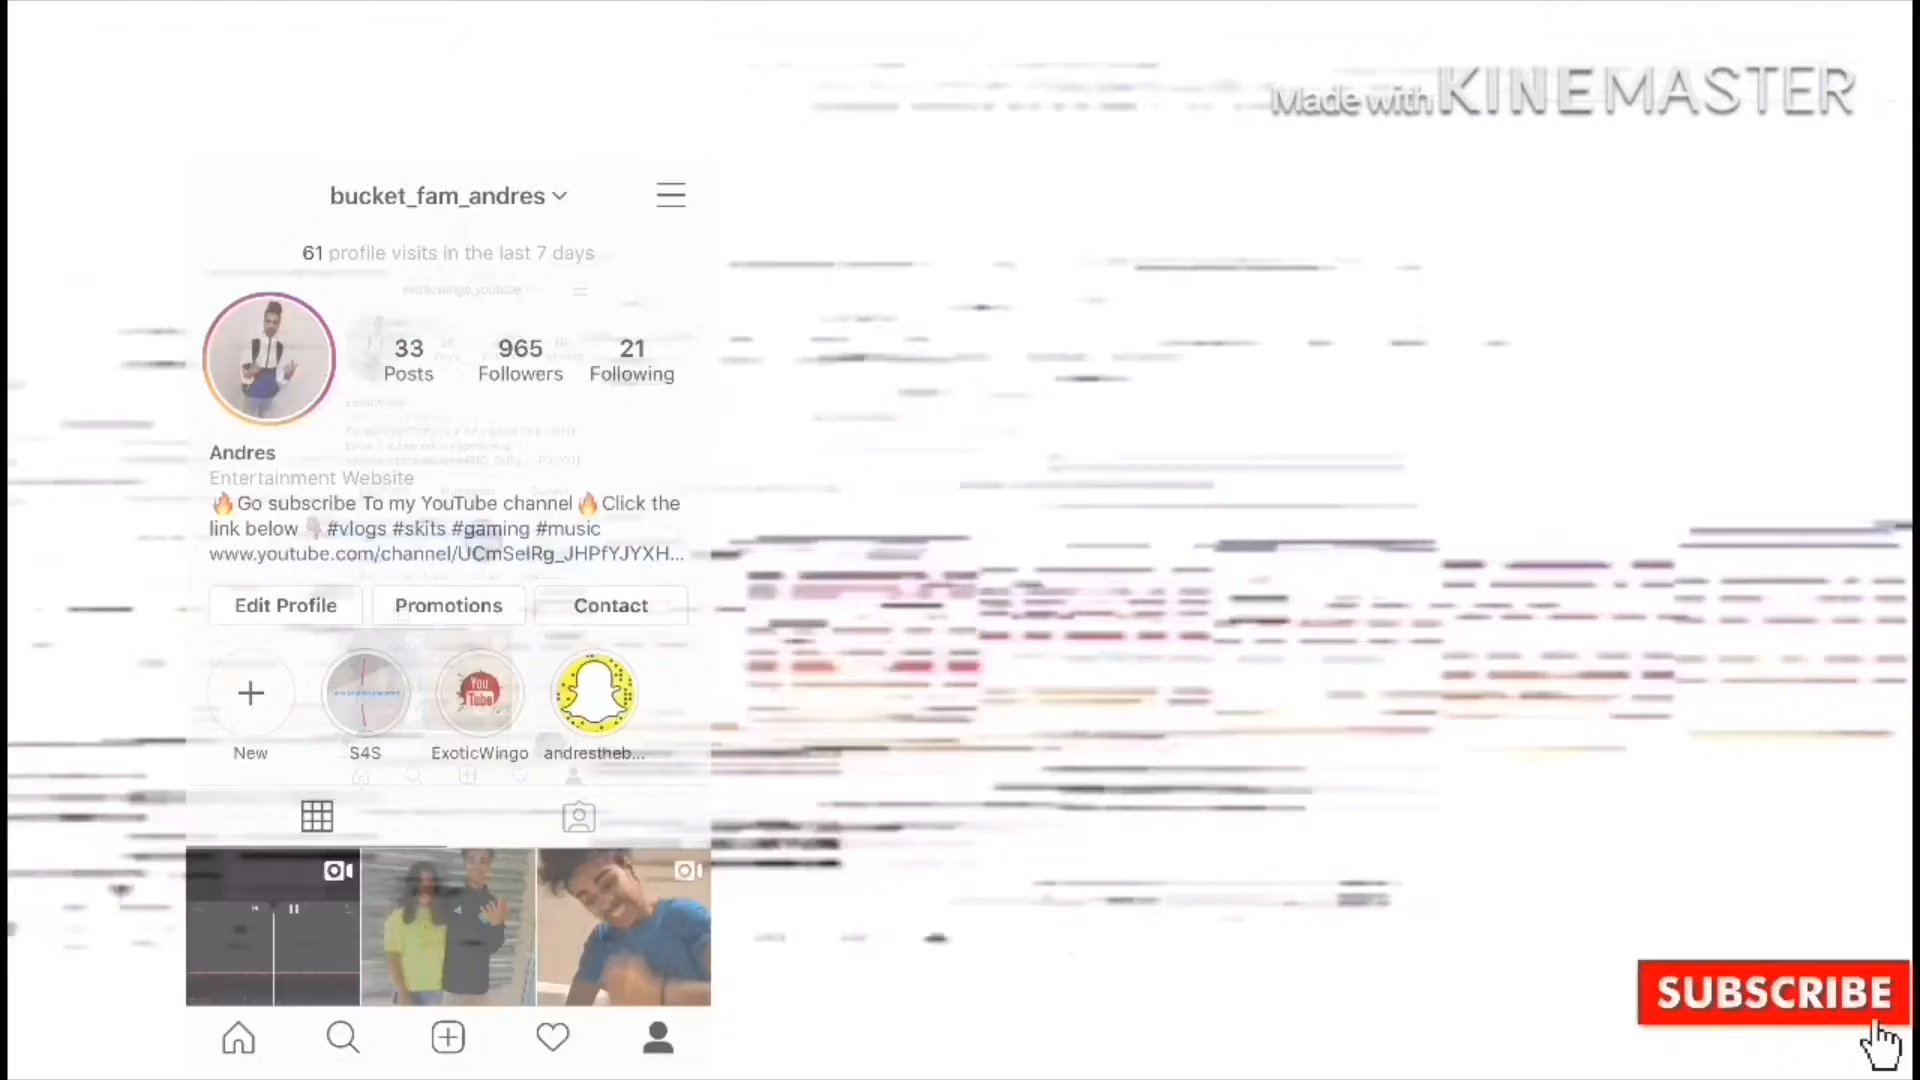 Made with KINEMASTER
bucket_fam_andres
61 profile visits in the last 7 days
33 965 21
Posts Followers Following
Andres
Entertainment Website
🔥Go subscribe To my YouTube channel🔥Click the
link below👇#vlogs #skits #gaming #music
www.youtube.com/channel/UCmSelRg_JHPfYJYXH...
Edit Profile Promotions Contact
You
Tube
New S4S ExoticWingo andrestheb...
SUBSCRIBE